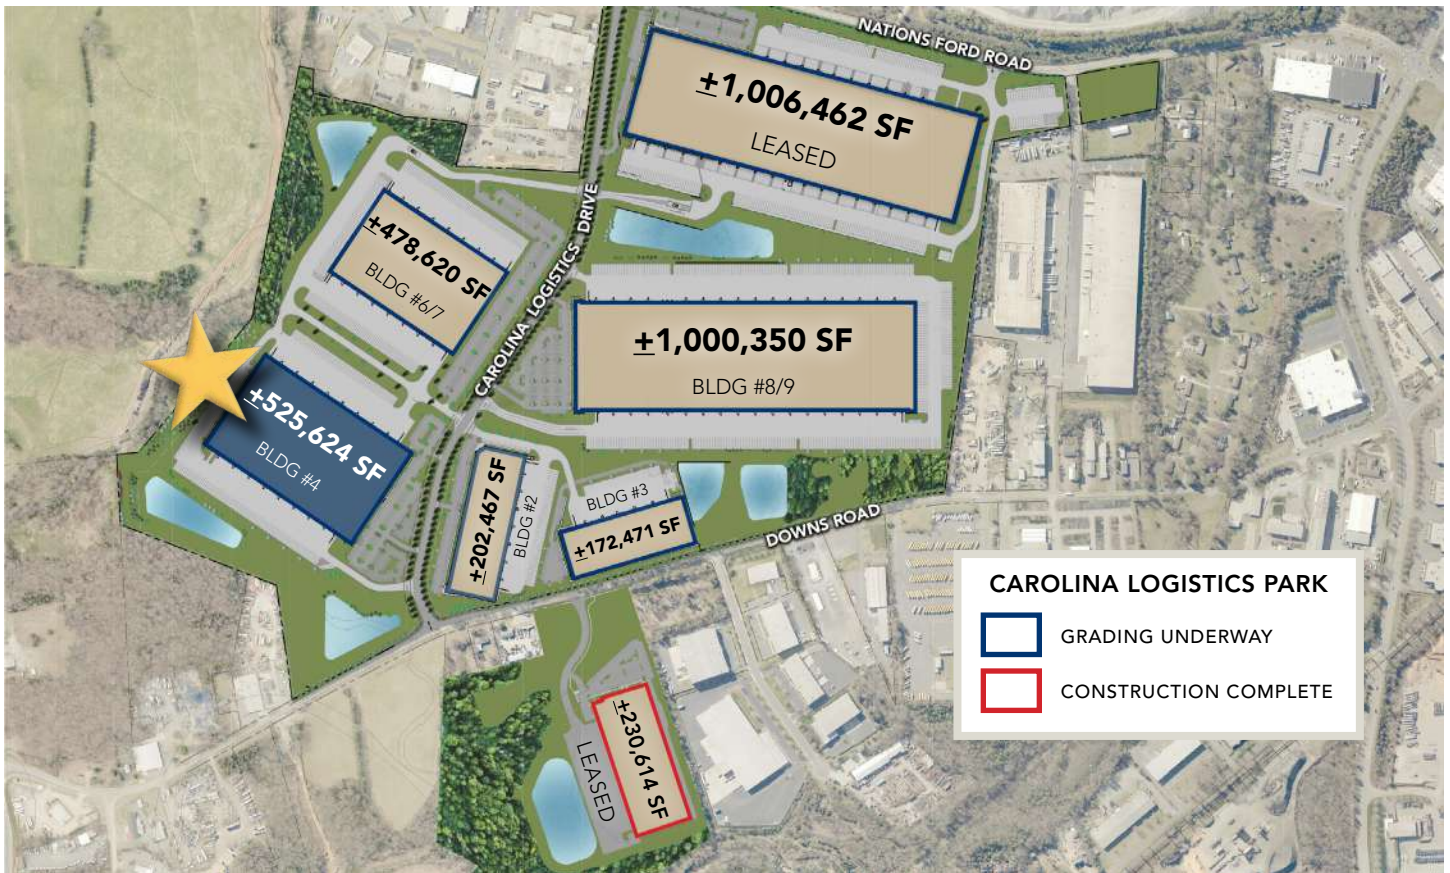 NATIONS FORD ROAD
+1,006,462 SF
LEASED
CAROLINA LOGISTICS DRIVE
+478,620 SF
BLDG #6/7
+1,000,350 SF
BLDG #8/9
+525,624 SF
BLDG #4
+202,467 SF
BLDG #2
BLDG #3
+172,471 SF
DOWNS ROAD
+230,614 SF
LEASED
CAROLINA LOGISTICS PARK
GRADING UNDERWAY
CONSTRUCTION COMPLETE